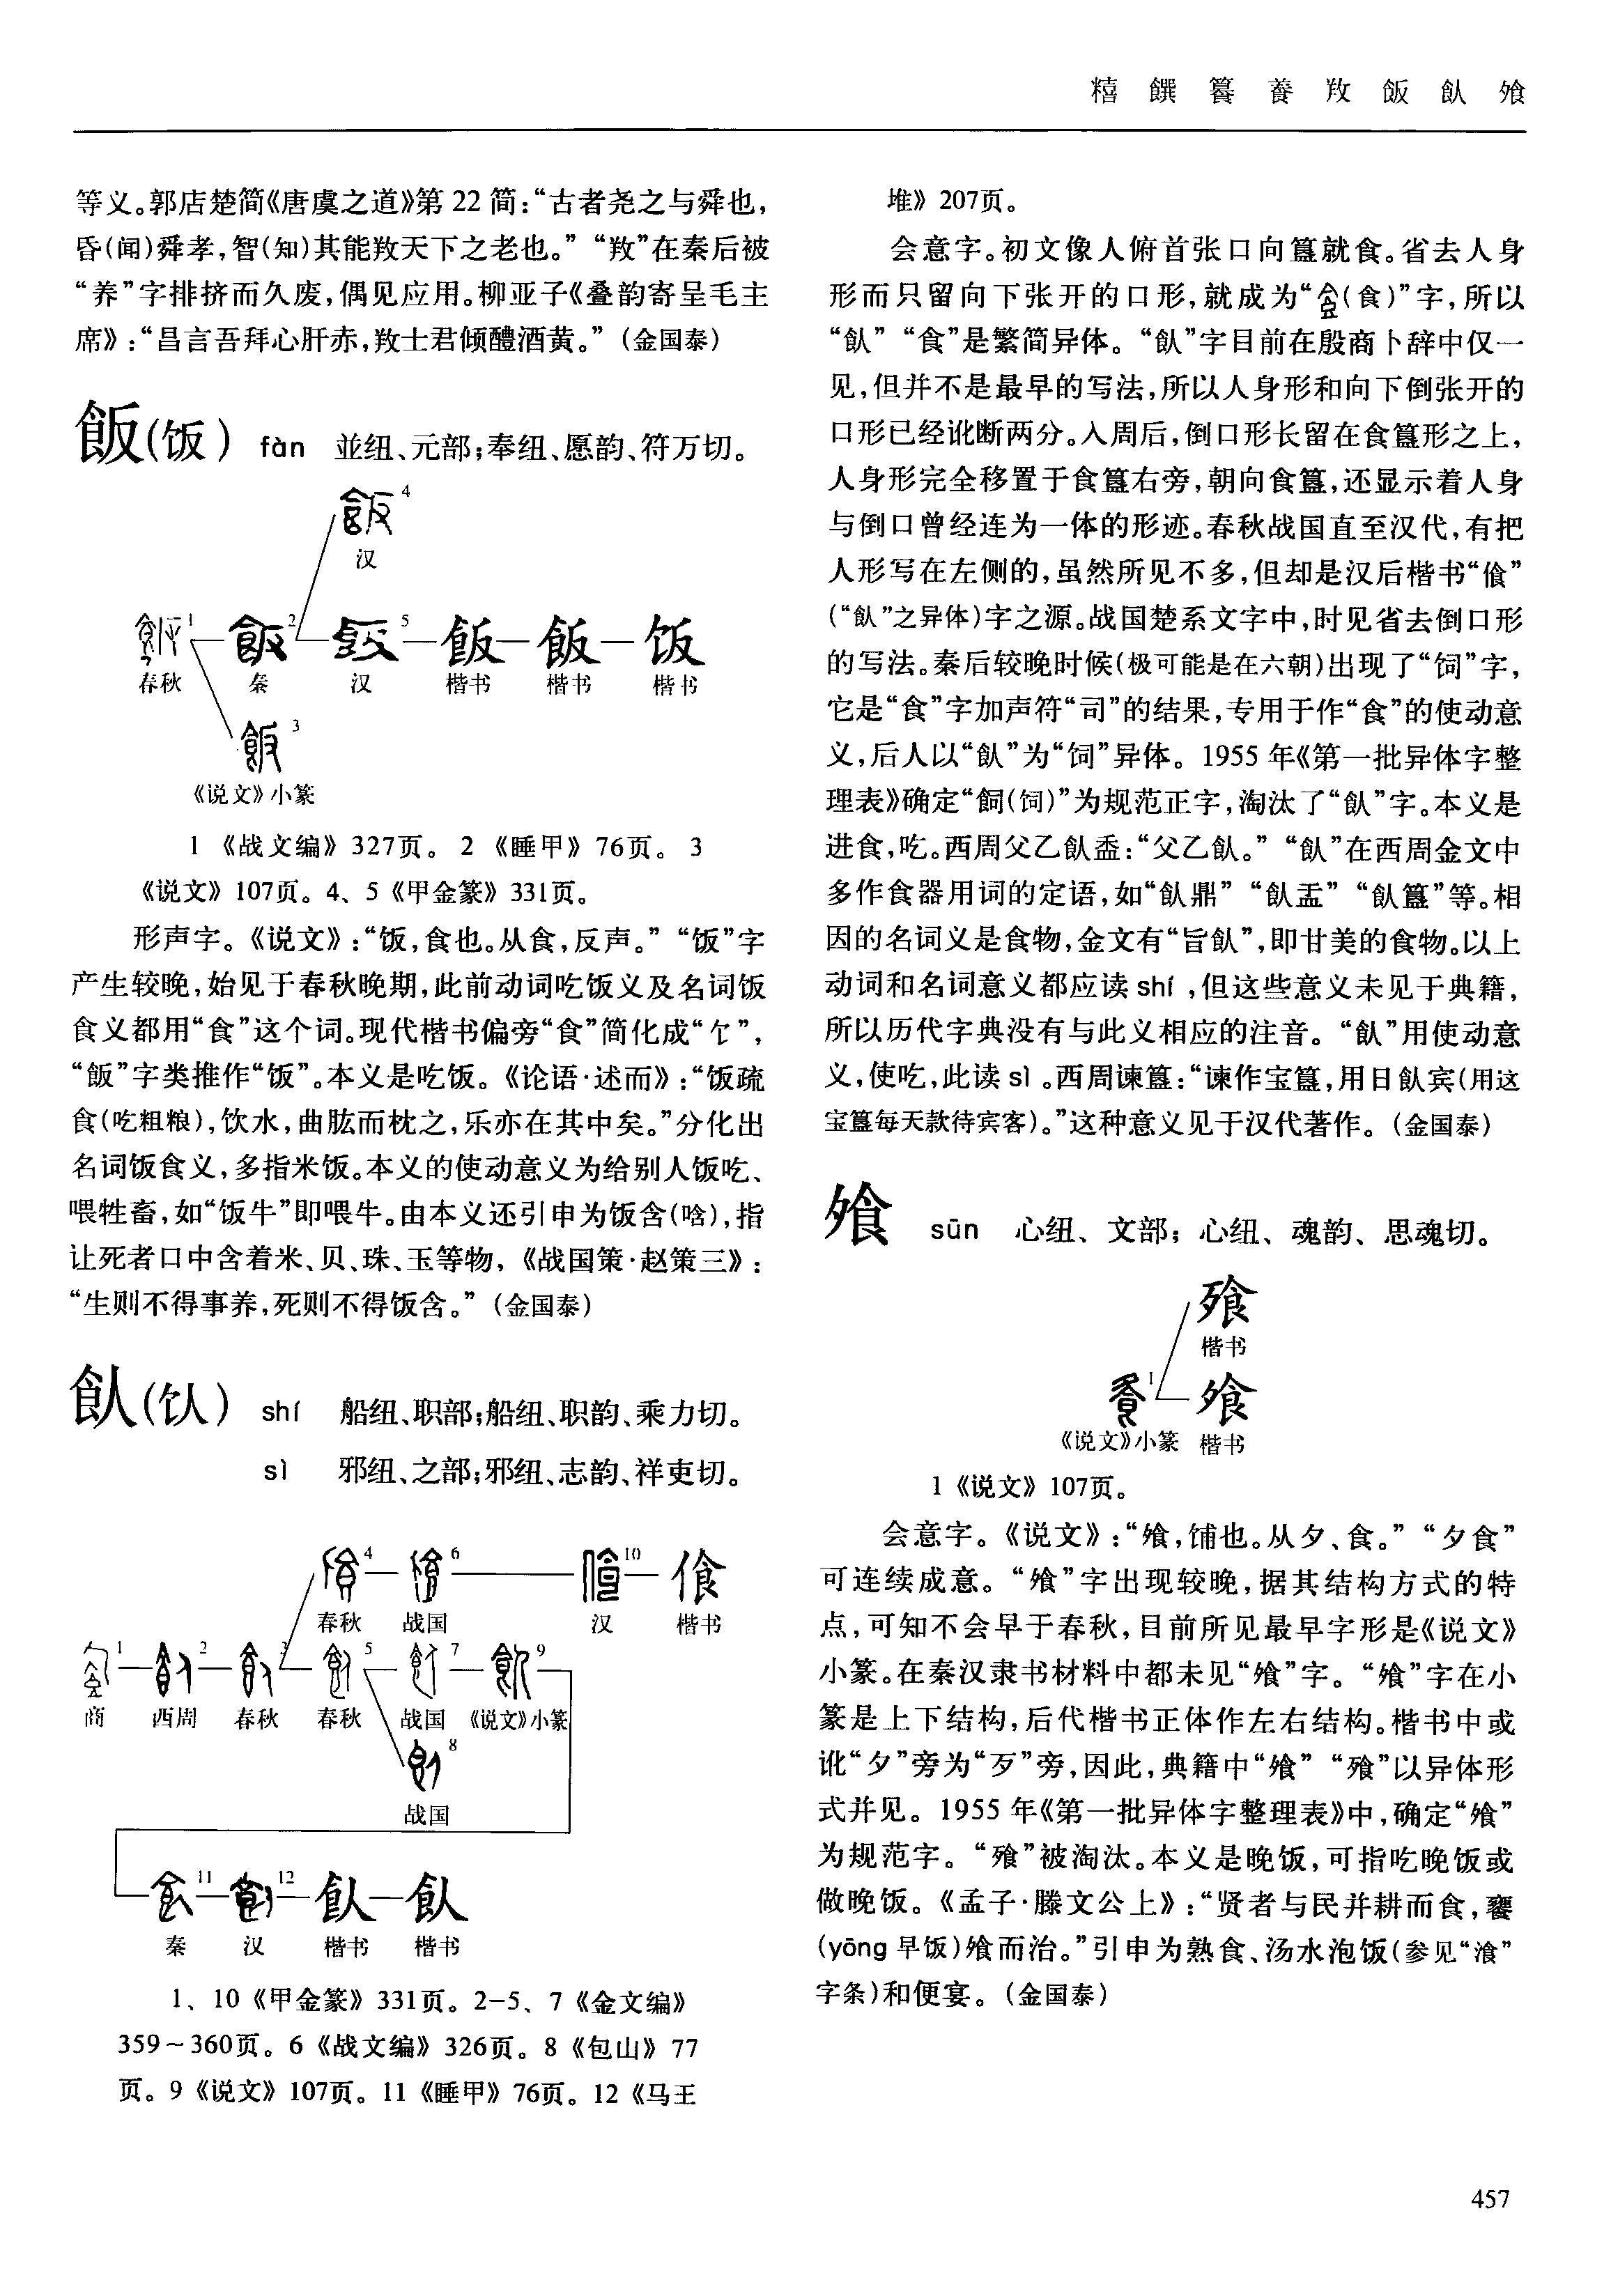 糦 饌 籑 養 羖 飯 飤 飧
等义。郭店楚简《唐虞之道》第 22 简：“古者尧之与舜也，
昏(闻)舜孝，智(知)其能㪘天下之老也。” “㪘”在秦后被
“养”字排挤而久废，偶见应用。柳亚子《叠韵寄呈毛主
席》：“昌言吾拜心肝赤，士君倾醴酒黄。”(金国泰)
飯(饭) fàn 並纽、元部；奉纽、愿韵、符万切。
4
汉
1 2 5 飯 飯 饭
春秋 秦 汉 楷书 楷书 楷书
3
《说文》小篆
1 《战文编》327页。 2 《睡甲》76页。 3
《说文》107页。4、5《甲金篆》331页。
形声字。《说文》：“饭，食也。从食，反声。” “饭”字
产生较晚，始见于春秋晚期，此前动词吃饭义及名词饭
食义都用“食”这个词。现代楷书偏旁“食”简化成“饣”，
“飯”字类推作“饭”。本义是吃饭。《论语·述而》：“饭疏
食(吃粗粮)，饮水，曲肱而枕之，乐亦在其中矣。”分化出
名词饭食义，多指米饭。本义的使动意义为给别人饭吃、
喂牲畜，如“饭牛”即喂牛。由本义还引申为饭含(唅)，指
让死者口中含着米、贝、珠、玉等物，《战国策·赵策三》：
“生则不得事养，死则不得饭含。”(金国泰)
飤(饣人) shí 船纽、职部；船纽、职韵、乘力切。
sì 邪纽、之部；邪纽、志韵、祥吏切。
4 6 10 飠
春秋 战国 汉 楷书
1 2 3 5 7 9
商 西周 春秋 春秋 战国 《说文》小篆
8
战国
11 12 飤 飤
秦 汉 楷书 楷书
1、10《甲金篆》331页。2-5、7《金文编》
359～360页。6《战文编》326页。8《包山》77
页。9《说文》107页。11《睡甲》76页。12《马王
堆》207页。
会意字。初文像人俯首张口向簋就食。省去人身
形而只留向下张开的口形，就成为“(食)”字，所以
“飤” “食”是繁简异体。“飤”字目前在殷商卜辞中仅一
见，但并不是最早的写法，所以人身形和向下倒张开的
口形已经讹断两分。入周后，倒口形长留在食簋形之上，
人身形完全移置于食簋右旁，朝向食簋，还显示着人身
与倒口曾经连为一体的形迹。春秋战国直至汉代，有把
人形写在左侧的，虽然所见不多，但却是汉后楷书“飠”
(“飤”之异体)字之源。战国楚系文字中，时见省去倒口形
的写法。秦后较晚时候(极可能是在六朝)出现了“饲”字，
它是“食”字加声符“司”的结果，专用于作“食”的使动意
义，后人以“飤”为“饲”异体。1955 年《第一批异体字整
理表》确定“飼(饲)”为规范正字，淘汰了“飤”字。本义是
进食，吃。西周父乙飤盉：“父乙飤。” “飤”在西周金文中
多作食器用词的定语，如“飤鼎” “飤盂” “飤簋”等。相
因的名词义是食物，金文有“旨飤”，即甘美的食物。以上
动词和名词意义都应读 shí，但这些意义未见于典籍，
所以历代字典没有与此义相应的注音。“飤”用使动意
义，使吃，此读 sì。西周谏簋：“谏作宝簋，用日飤宾(用这
宝簋每天款待宾客)。”这种意义见于汉代著作。(金国泰)
飧 sūn 心纽、文部；心纽、魂韵、思魂切。
飱
楷书
1 飧
《说文》小篆 楷书
1《说文》107页。
会意字。《说文》：“飧，餔也。从夕、食。” “夕食”
可连续成意。“飧”字出现较晚，据其结构方式的特
点，可知不会早于春秋，目前所见最早字形是《说文》
小篆。在秦汉隶书材料中都未见“飧”字。“飧”字在小
篆是上下结构，后代楷书正体作左右结构。楷书中或
讹“夕”旁为“歹”旁，因此，典籍中“飧” “飱”以异体形
式并见。1955 年《第一批异体字整理表》中，确定“飧”
为规范字。“飱”被淘汰。本义是晚饭，可指吃晚饭或
做晚饭。《孟子·滕文公上》：“贤者与民并耕而食，饔
(yōng 早饭)飧而治。”引申为熟食、汤水泡饭(参见“湌”
字条)和便宴。(金国泰)
457